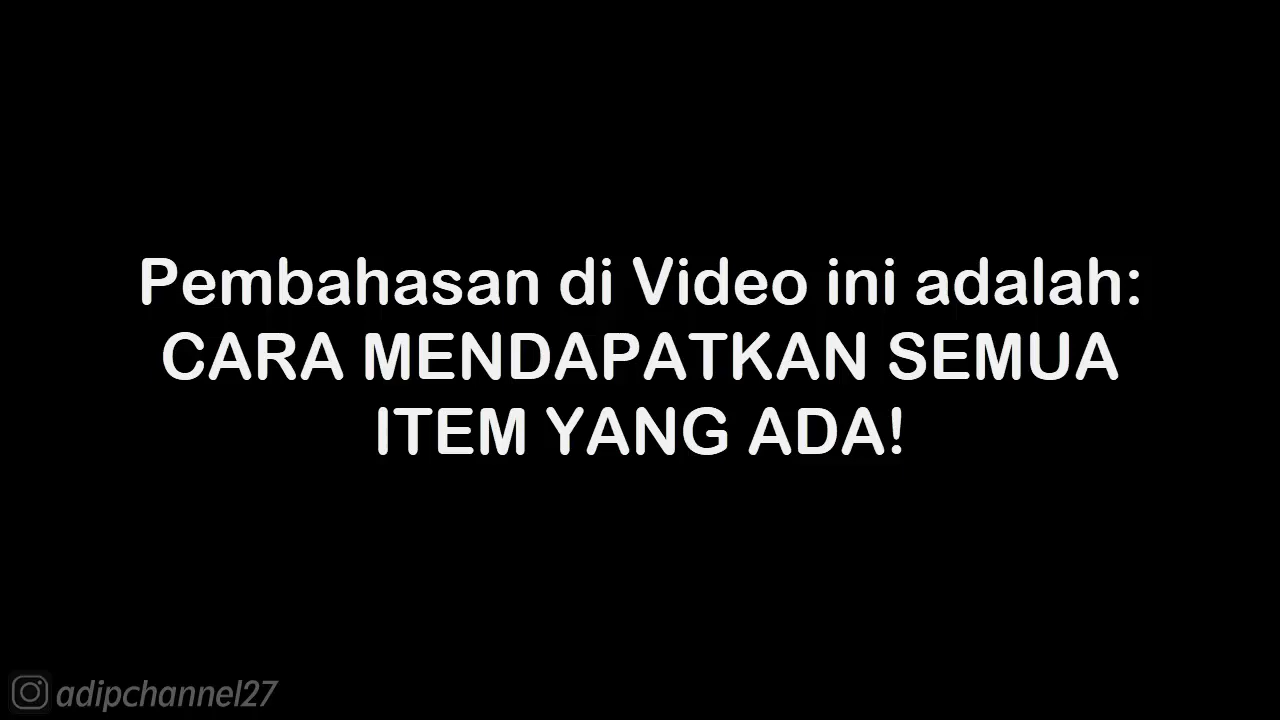 Pembahasan di Video ini adalah:
CARA MENDAPATKAN SEMUA
ITEM YANG ADA!
adipchannel27